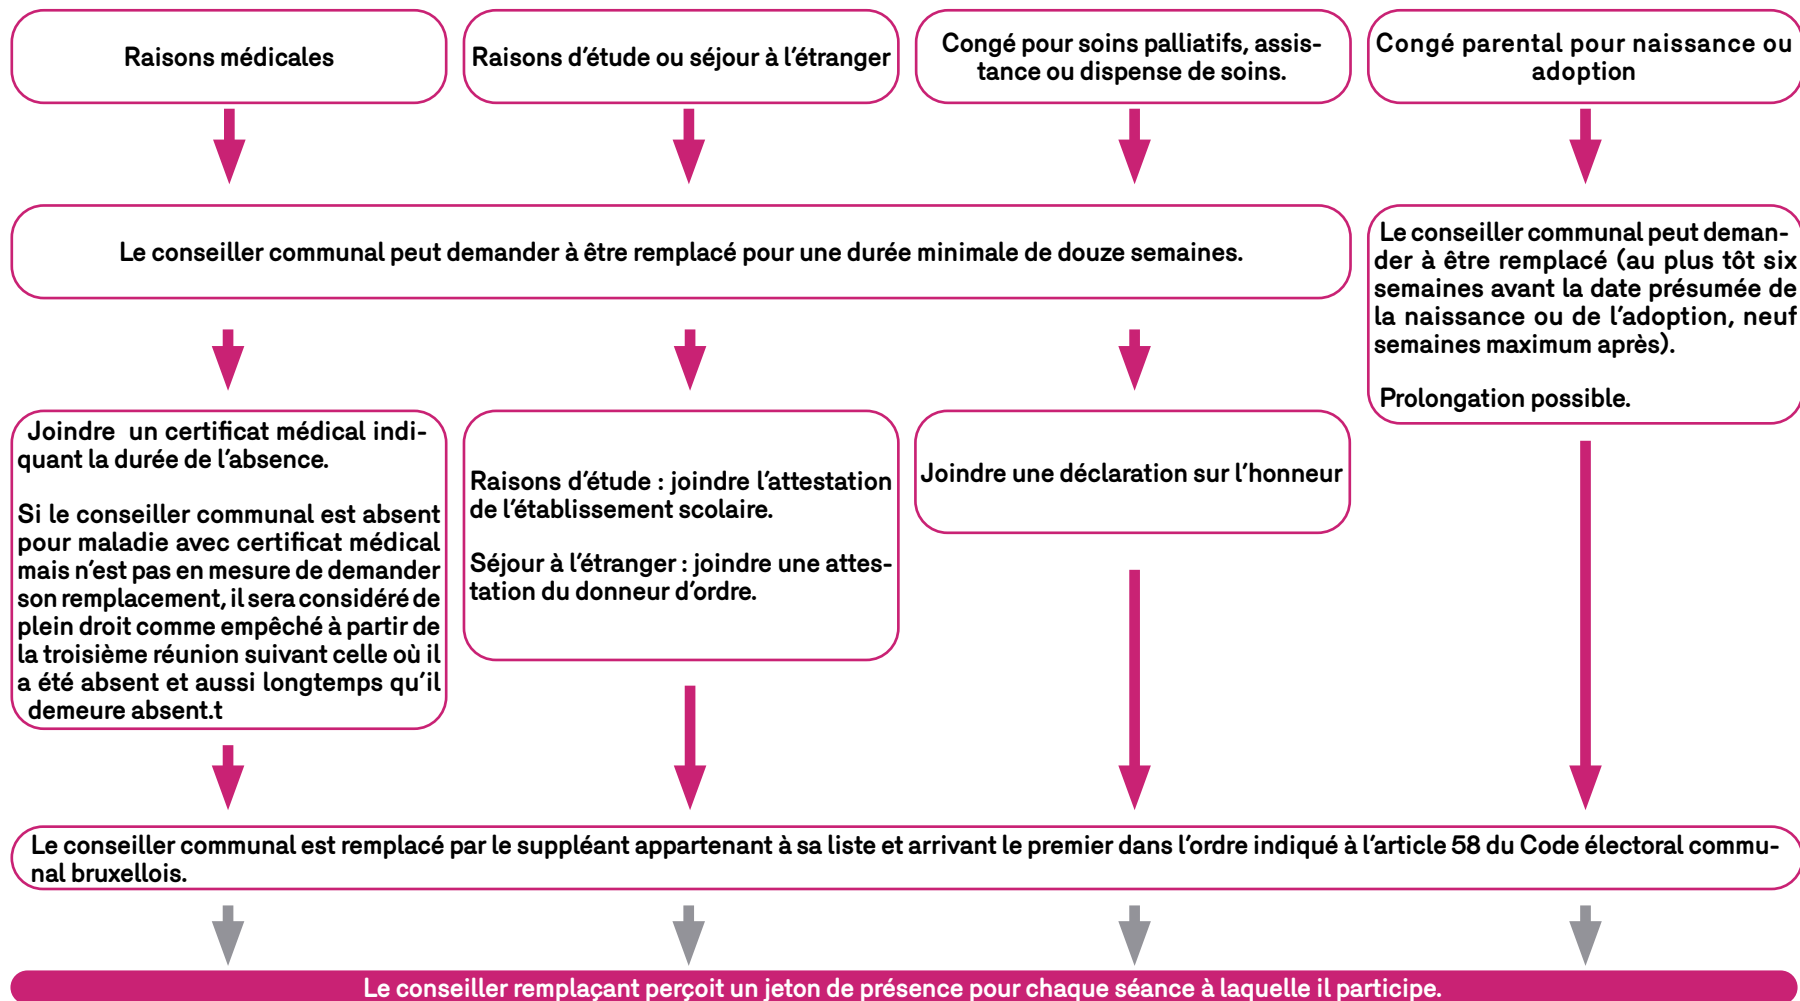 Raisons médicales
Raisons d'étude ou séjour à l'étranger
Congé pour soins palliatifs, assis-
tance ou dispense de soins.
Congé parental pour naissance ou
adoption
Le conseiller communal peut demander à être remplacé pour une durée minimale de douze semaines.
Le conseiller communal peut deman-
der à être remplacé (au plus tôt six
semaines avant la date présumée de
la naissance ou de l'adoption, neuf
semaines maximum après).
Prolongation possible.
Joindre un certificat médical indi-
quant la durée de l'absence.
Si le conseiller communal est absent
pour maladie avec certificat médical
mais n'est pas en mesure de demander
son remplacement, il sera considéré de
plein droit comme empêché à partir de
la troisième réunion suivant celle où il
a été absent et aussi longtemps qu'il
demeure absent.t
Raisons d'étude : joindre l'attestation
de l'établissement scolaire.
Séjour à l'étranger : joindre une attes-
tation du donneur d'ordre.
Joindre une déclaration sur l'honneur
Le conseiller communal est remplacé par le suppléant appartenant à sa liste et arrivant le premier dans l'ordre indiqué à l'article 58 du Code électoral commu-
nal bruxellois.
Le conseiller remplaçant perçoit un jeton de présence pour chaque séance à laquelle il participe.